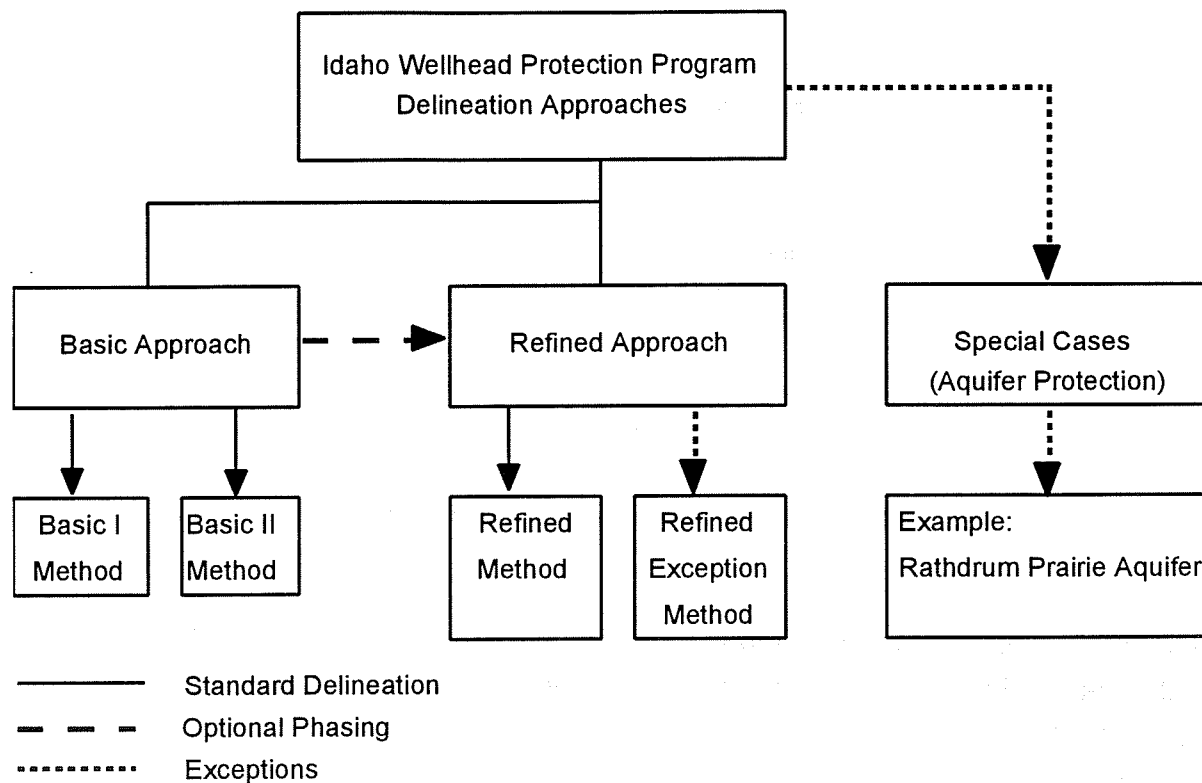 Idaho Wellhead Protection Program
Delineation Approaches
Basic Approach
Refined Approach
Special Cases
(Aquifer Protection)
Basic I
Method
Basic II
Method
Refined
Method
Refined
Exception
Method
Example:
Rathdrum Prairie Aquifer
Standard Delineation
Optional Phasing
Exceptions